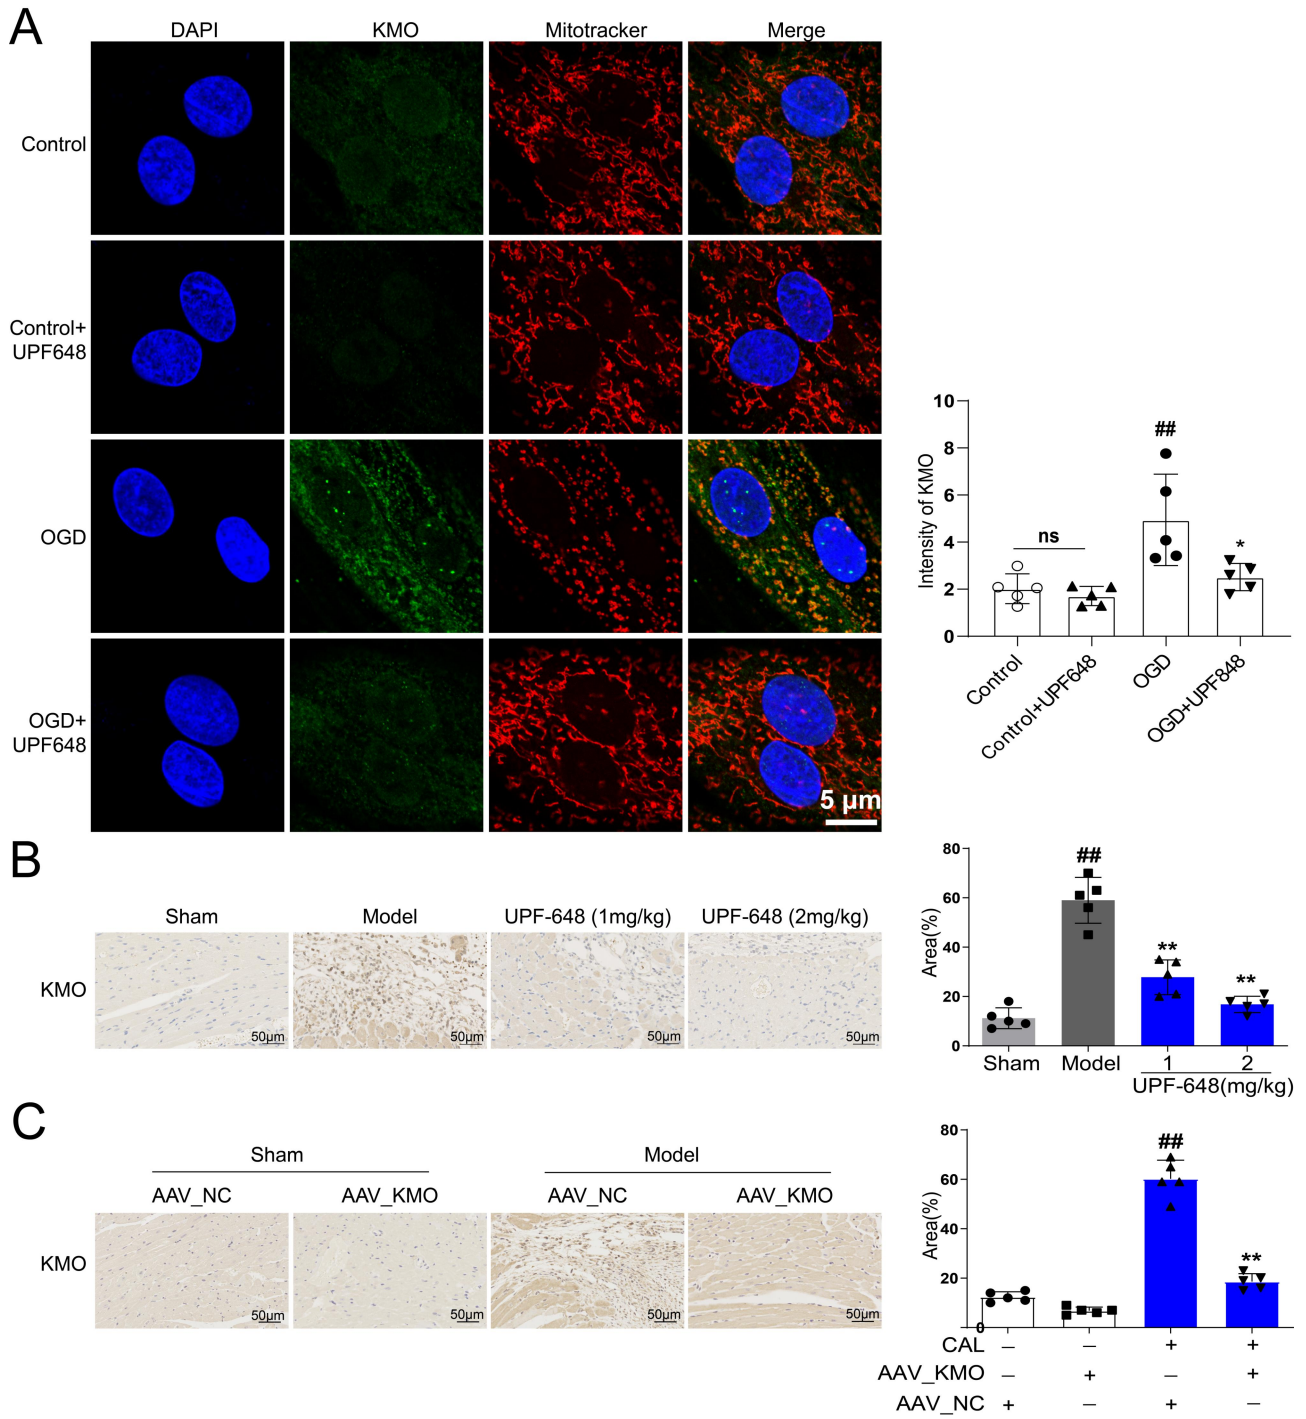 A
DAPI KMO Mitotracker Merge
Control
Control+
UPF648
OGD
OGD+
UPF648
5 μm
Intensity of KMO
10
8
6
4
2
0
ns
##
*
Control
Control+UPF648
OGD
OGD+UPF848
B
Sham Model UPF-648 (1mg/kg) UPF-648 (2mg/kg)
KMO
50μm 50μm 50μm 50μm
Area(%)
80
60
40
20
0
##
**
**
Sham Model 1 2
UPF-648(mg/kg)
C
Sham Model
AAV_NC AAV_KMO AAV_NC AAV_KMO
KMO
50μm 50μm 50μm 50μm
Area(%)
80
60
40
20
0
##
**
CAL – – + +
AAV_KMO – + – +
AAV_NC + – + –